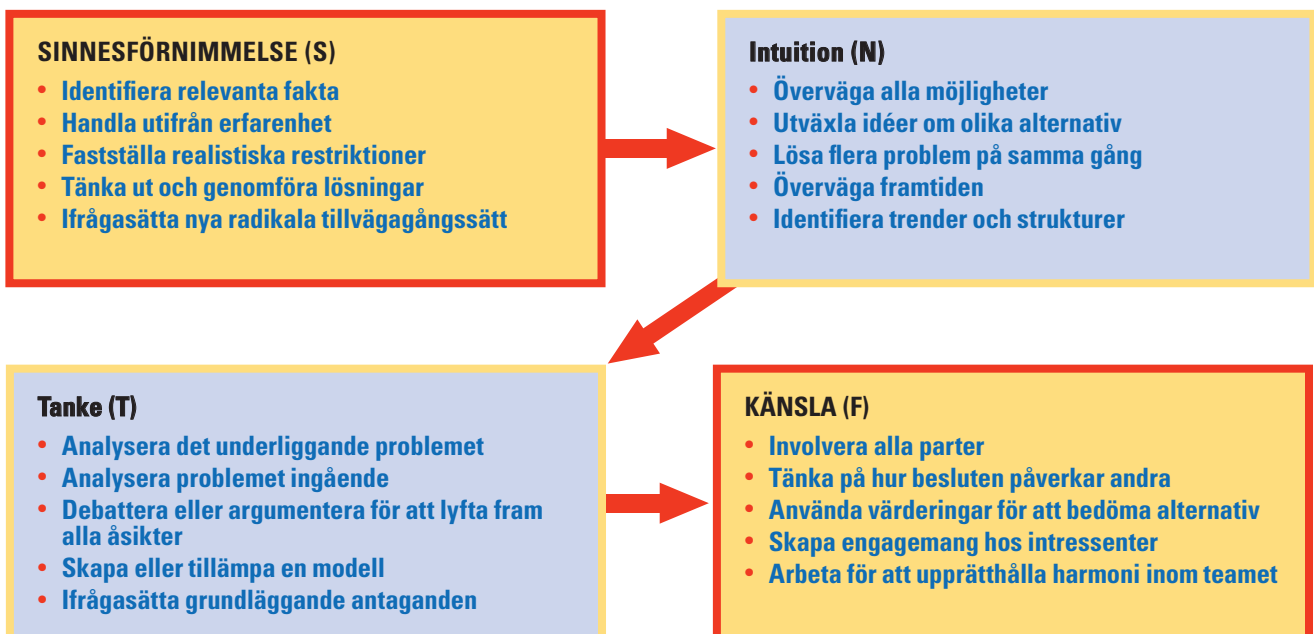 SINNESFÖRNIMMELSE (S)
• Identifiera relevanta fakta
• Handla utifrån erfarenhet
• Fastställa realistiska restriktioner
• Tänka ut och genomföra lösningar
• Ifrågasätta nya radikala tillvägagångssätt
Intuition (N)
• Överväga alla möjligheter
• Utväxla idéer om olika alternativ
• Lösa flera problem på samma gång
• Överväga framtiden
• Identifiera trender och strukturer
Tanke (T)
• Analysera det underliggande problemet
• Analysera problemet ingående
• Debattera eller argumentera för att lyfta fram
alla åsikter
• Skapa eller tillämpa en modell
• Ifrågasätta grundläggande antaganden
KÄNSLA (F)
• Involvera alla parter
• Tänka på hur besluten påverkar andra
• Använda värderingar för att bedöma alternativ
• Skapa engagemang hos intressenter
• Arbeta för att upprätthålla harmoni inom teamet